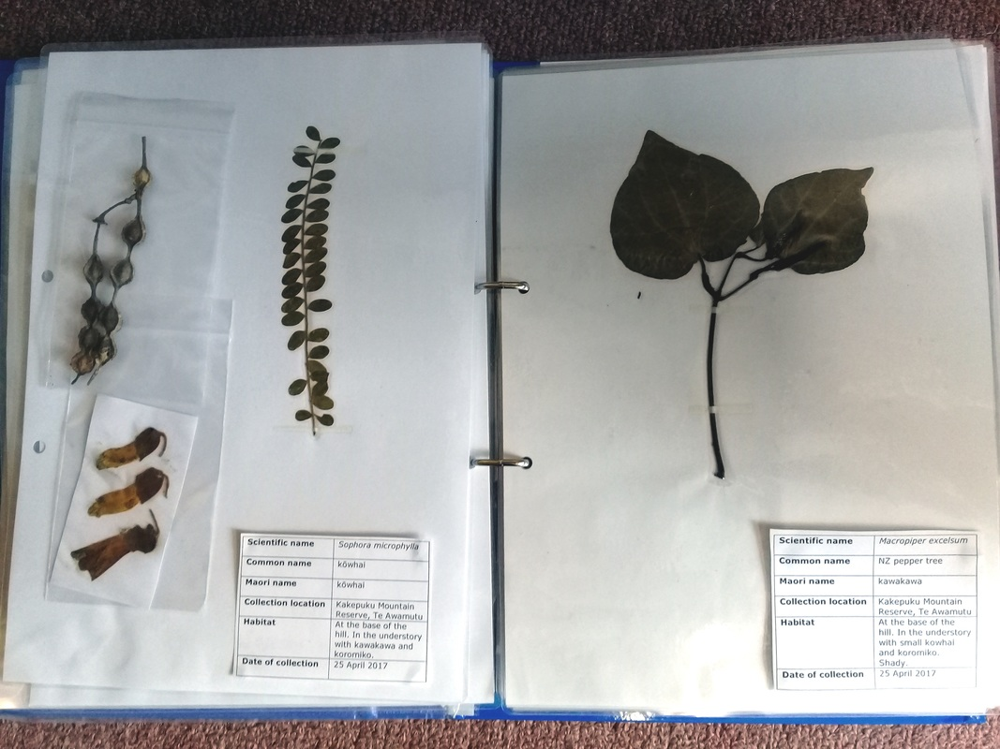 Scientific name Sophora microphylla
Common name kōwhai
Maori name kōwhai
Collection location Kakepuku Mountain
Reserve, Te Awamutu
Habitat At the base of the
hill. In the understory
with kawakawa and
koromiko.
Date of collection 25 April 2017
Scientific name Macropiper excelsum
Common name NZ pepper tree
Maori name kawakawa
Collection location Kakepuku Mountain
Reserve, Te Awamutu
Habitat At the base of the
hill. In the understory
with small kowhai
and koromiko.
Shady.
Date of collection 25 April 2017